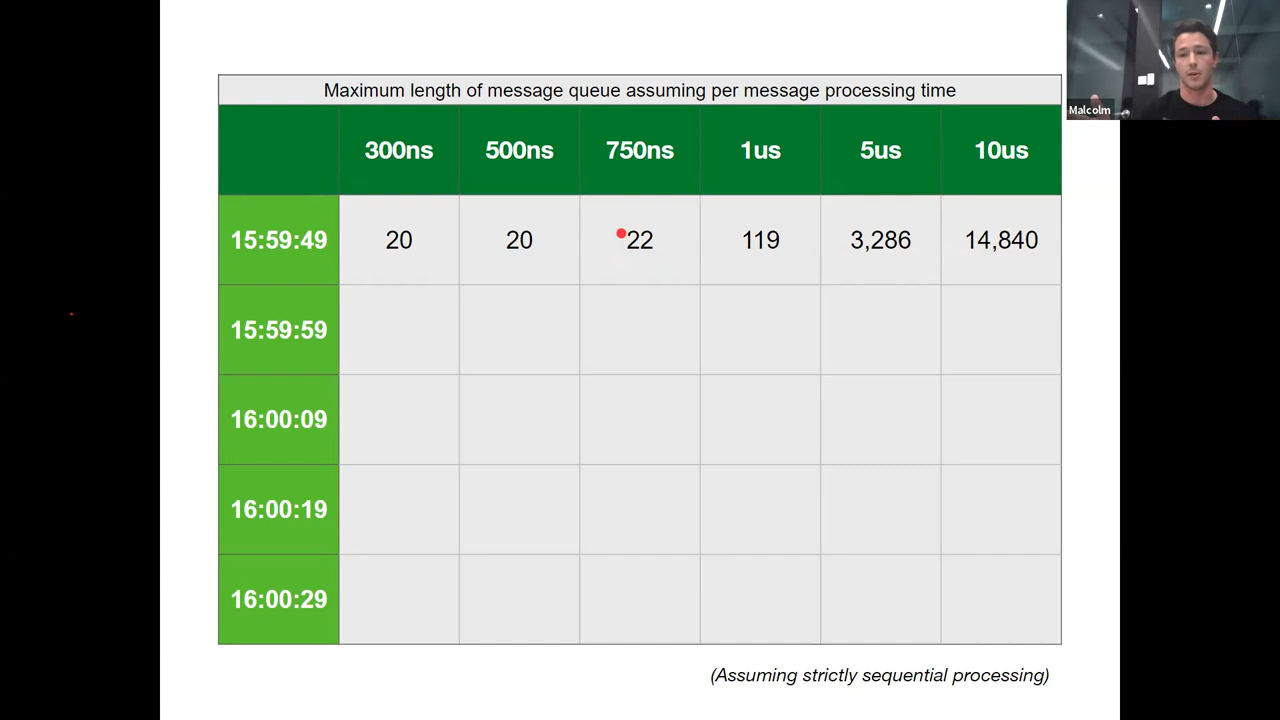 Maximum length of message queue assuming per message processing time
300ns 500ns 750ns 1us 5us 10us
15:59:49 20 20 22 119 3,286 14,840
15:59:59
16:00:09
16:00:19
16:00:29
(Assuming strictly sequential processing)
Malcolm